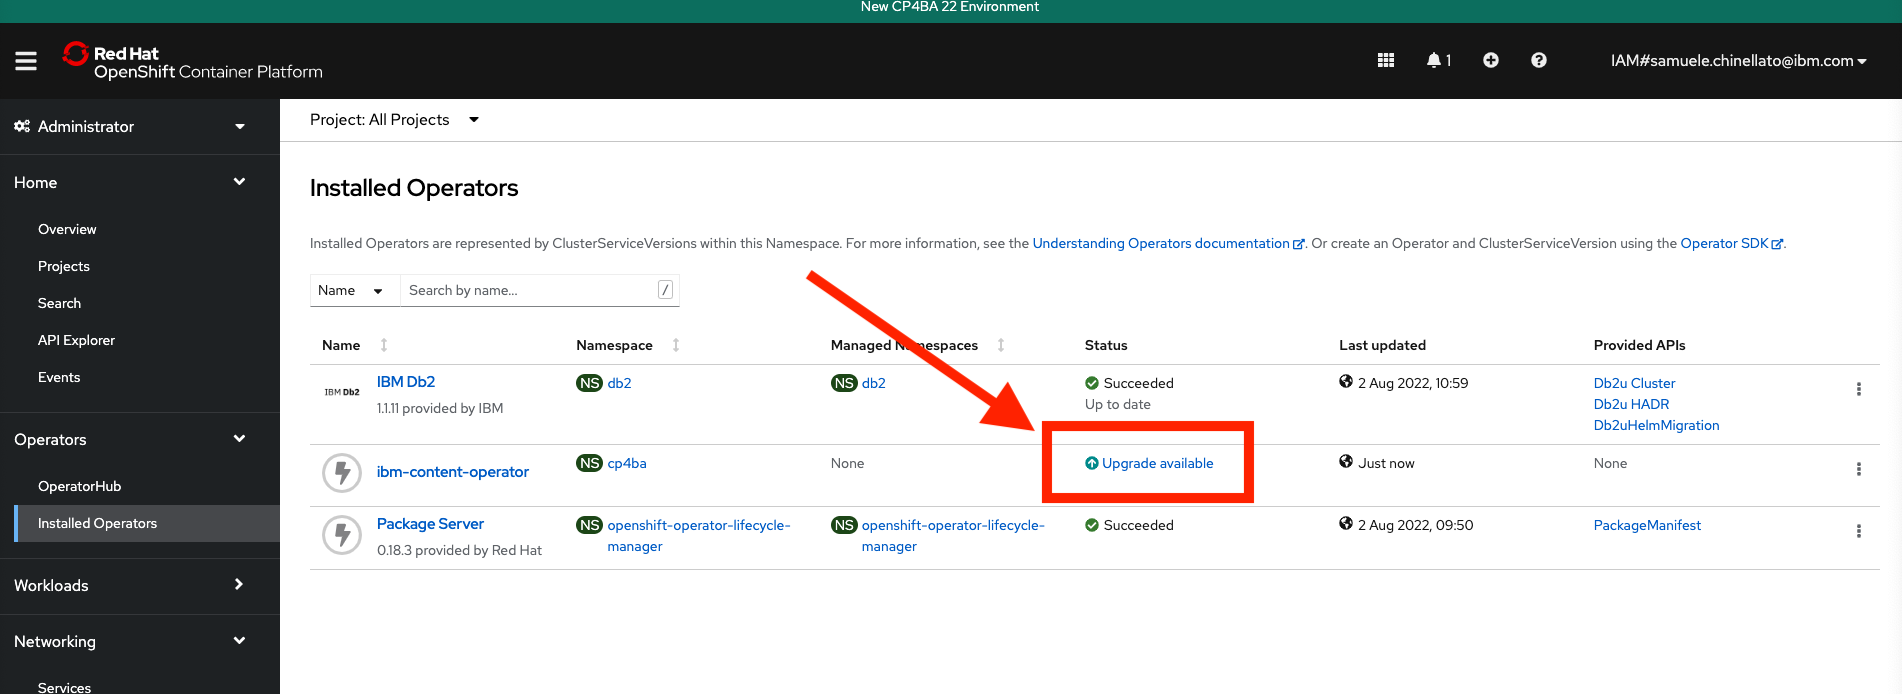 New CP4BA 22 Environment
Red Hat
OpenShift Container Platform
1
IAM#samuele.chinellato@ibm.com
Administrator
Home
Overview
Projects
Search
API Explorer
Events
Operators
OperatorHub
Installed Operators
Workloads
Networking
Services
Project: All Projects
Installed Operators
Installed Operators are represented by ClusterServiceVersions within this Namespace. For more information, see the Understanding Operators documentation. Or create an Operator and ClusterServiceVersion using the Operator SDK.
Name Search by name... /
Name Namespace Managed Namespaces Status Last updated Provided APIs
IBM Db2 IBM Db2 NS db2 NS db2 Succeeded 2 Aug 2022, 10:59 Db2u Cluster
1.1.11 provided by IBM Up to date Db2u HADR
Db2uHelmMigration
ibm-content-operator NS cp4ba None Upgrade available Just now None
Package Server NS openshift-operator-lifecycle- NS openshift-operator-lifecycle- Succeeded 2 Aug 2022, 09:50 PackageManifest
0.18.3 provided by Red Hat manager manager